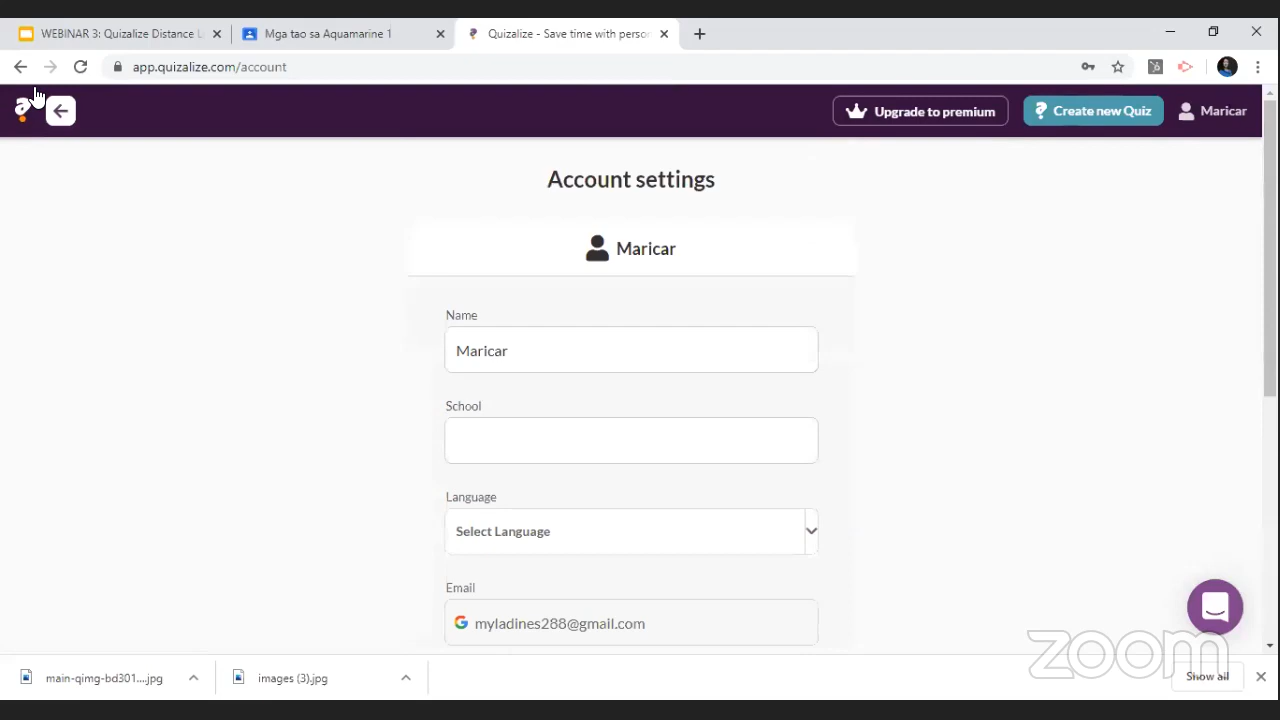 WEBINAR 3: Quizalize Distance L
Mga tao sa Aquamarine 1
Quizalize - Save time with perso
app.quizalize.com/account
Upgrade to premium
Create new Quiz
Maricar
Account settings
Maricar
Name
Maricar
School
Language
Select Language
Email
myladines288@gmail.com
zoom
main-qimg-bd301....jpg
images (3).jpg
Show all